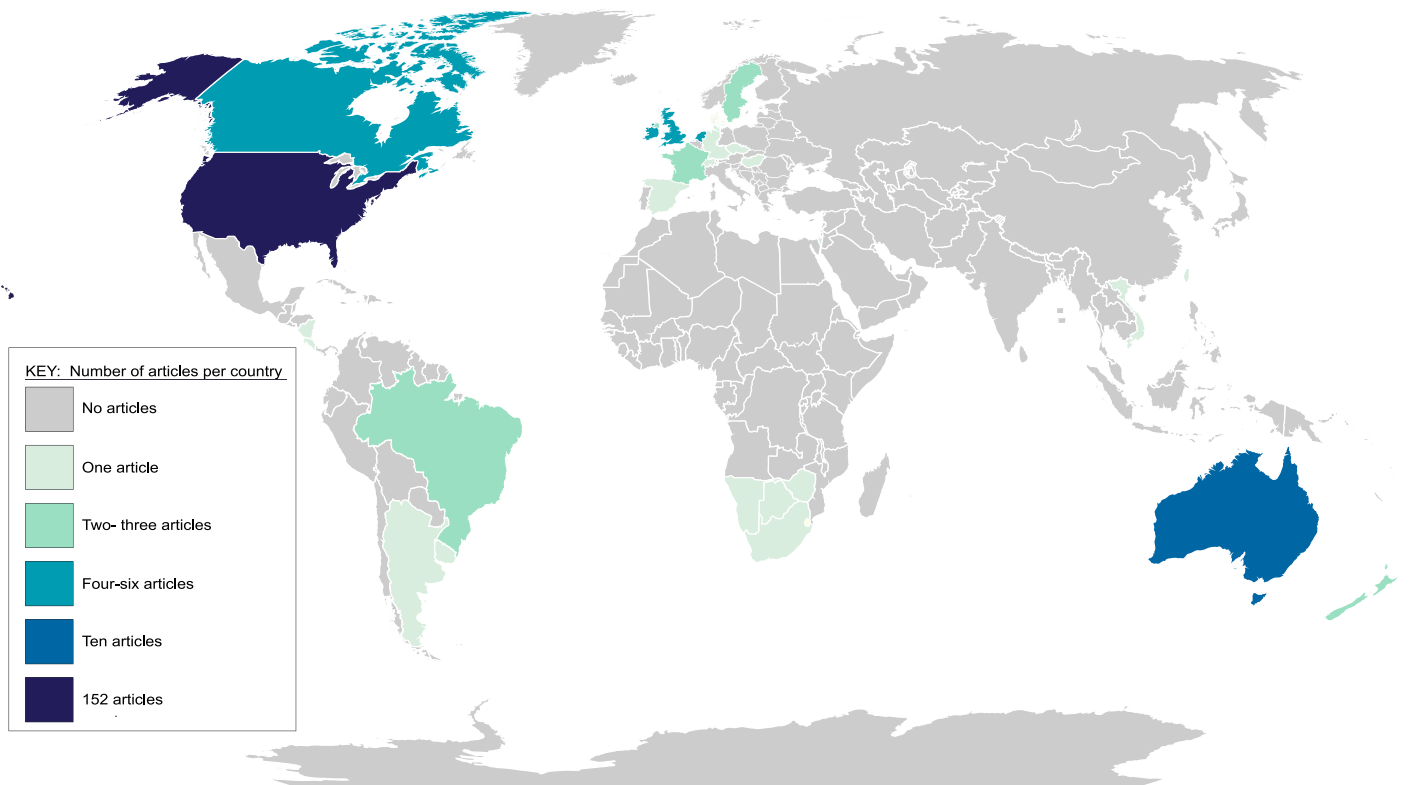 KEY: Number of articles per country
No articles
One article
Two- three articles
Four-six articles
Ten articles
152 articles